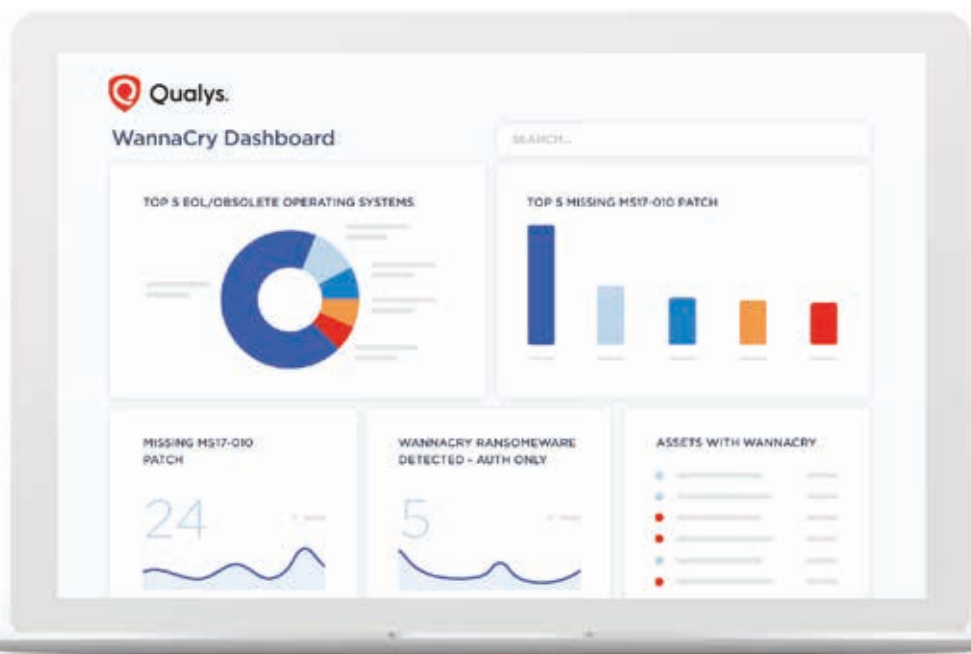 Qualys.
WannaCry Dashboard
SEARCH...
TOP 5 EOL/OBSOLETE OPERATING SYSTEMS
TOP 5 MISSING MS17-010 PATCH
MISSING MS17-010
PATCH
24
WANNACRY RANSOMEWARE
DETECTED - AUTH ONLY
5
ASSETS WITH WANNACRY